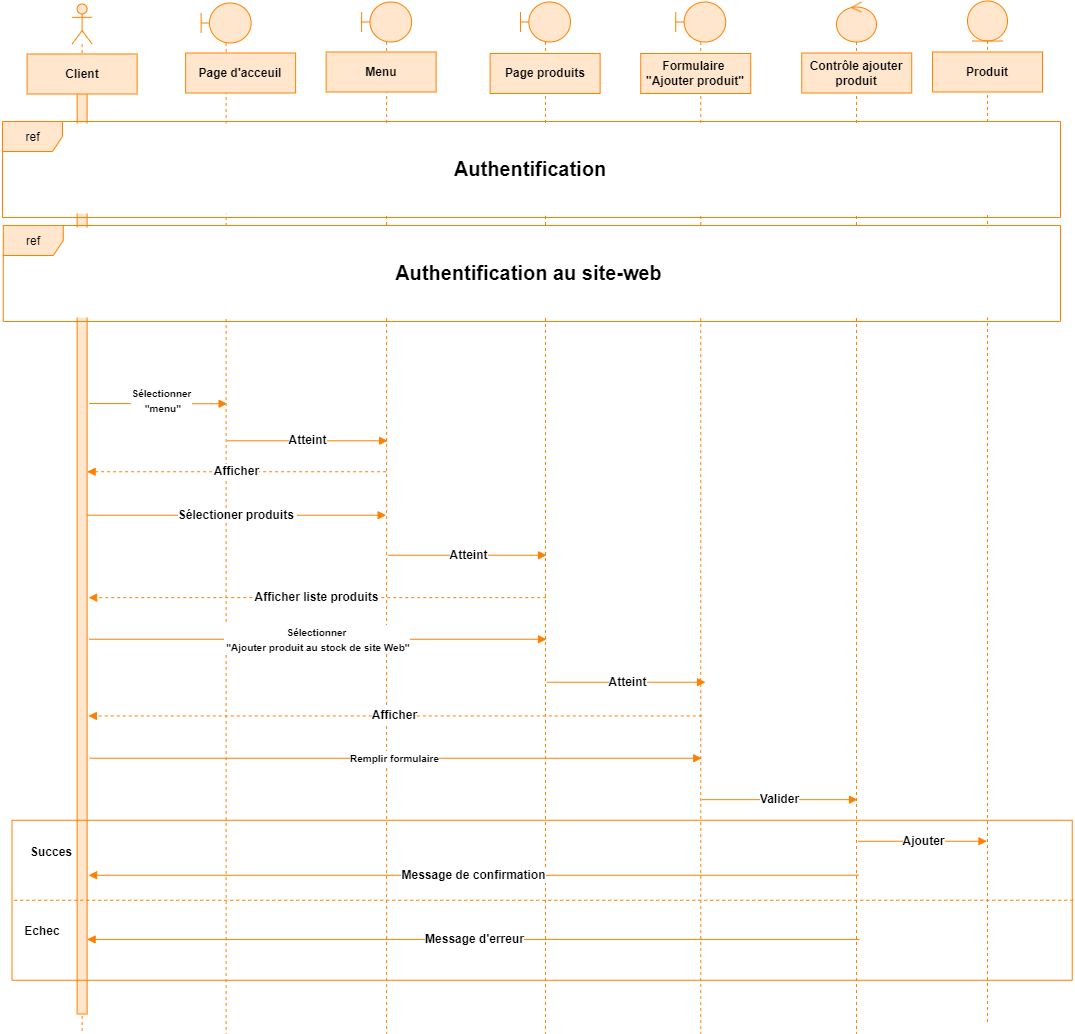 Client
Page d'acceuil
Menu
Page produits
Formulaire
"Ajouter produit"
Contrôle ajouter
produit
Produit
ref
Authentification
ref
Authentification au site-web
Sélectionner
"menu"
Atteint
Afficher
Sélectioner produits
Atteint
Afficher liste produits
Sélectionner
"Ajouter produit au stock de site Web"
Atteint
Afficher
Remplir formulaire
Valider
Succes
Ajouter
Message de confirmation
Echec
Message d'erreur